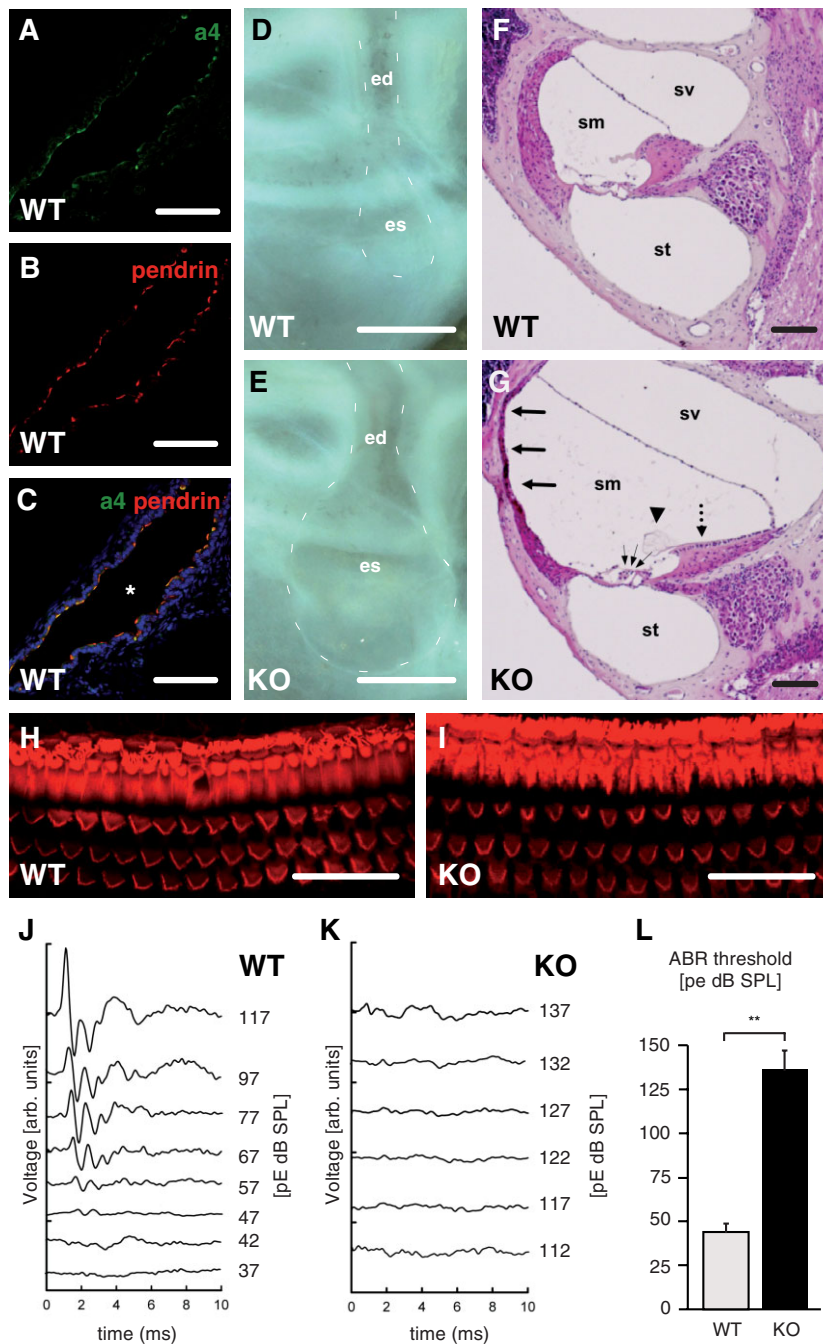 A
a4
WT
B
pendrin
WT
C
a4 pendrin
*
WT
D
ed
es
WT
E
ed
es
KO
F
sv
sm
st
WT
G
sv
sm
st
KO
H
WT
I
KO
J
WT
Voltage [arb. units]
117
97
77
67
57
47
42
37
[pE dB SPL]
0 2 4 6 8 10
time (ms)
K
KO
Voltage [arb. units]
137
132
127
122
117
112
[pE dB SPL]
0 2 4 6 8 10
time (ms)
L
ABR threshold
[pe dB SPL]
**
150
125
100
75
50
25
0
WT KO